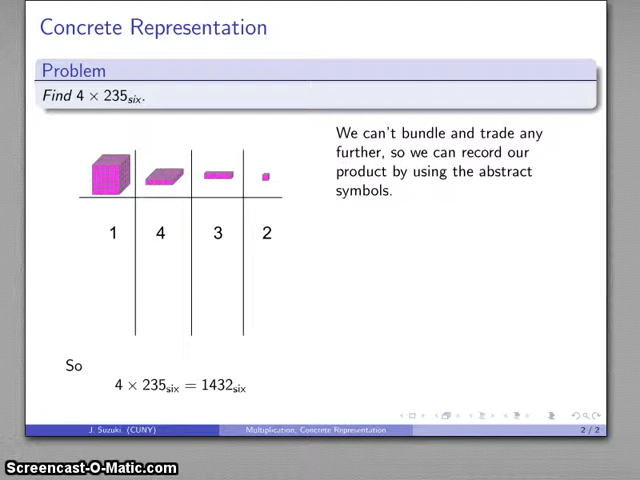 Concrete Representation
Problem
Find 4 × 235six.
We can't bundle and trade any
further, so we can record our
product by using the abstract
symbols.
1 4 3 2
So
4 × 235six = 1432six
J. Suzuki. (CUNY) Multiplication, Concrete Representation 2 / 2
Screencast-O-Matic.com